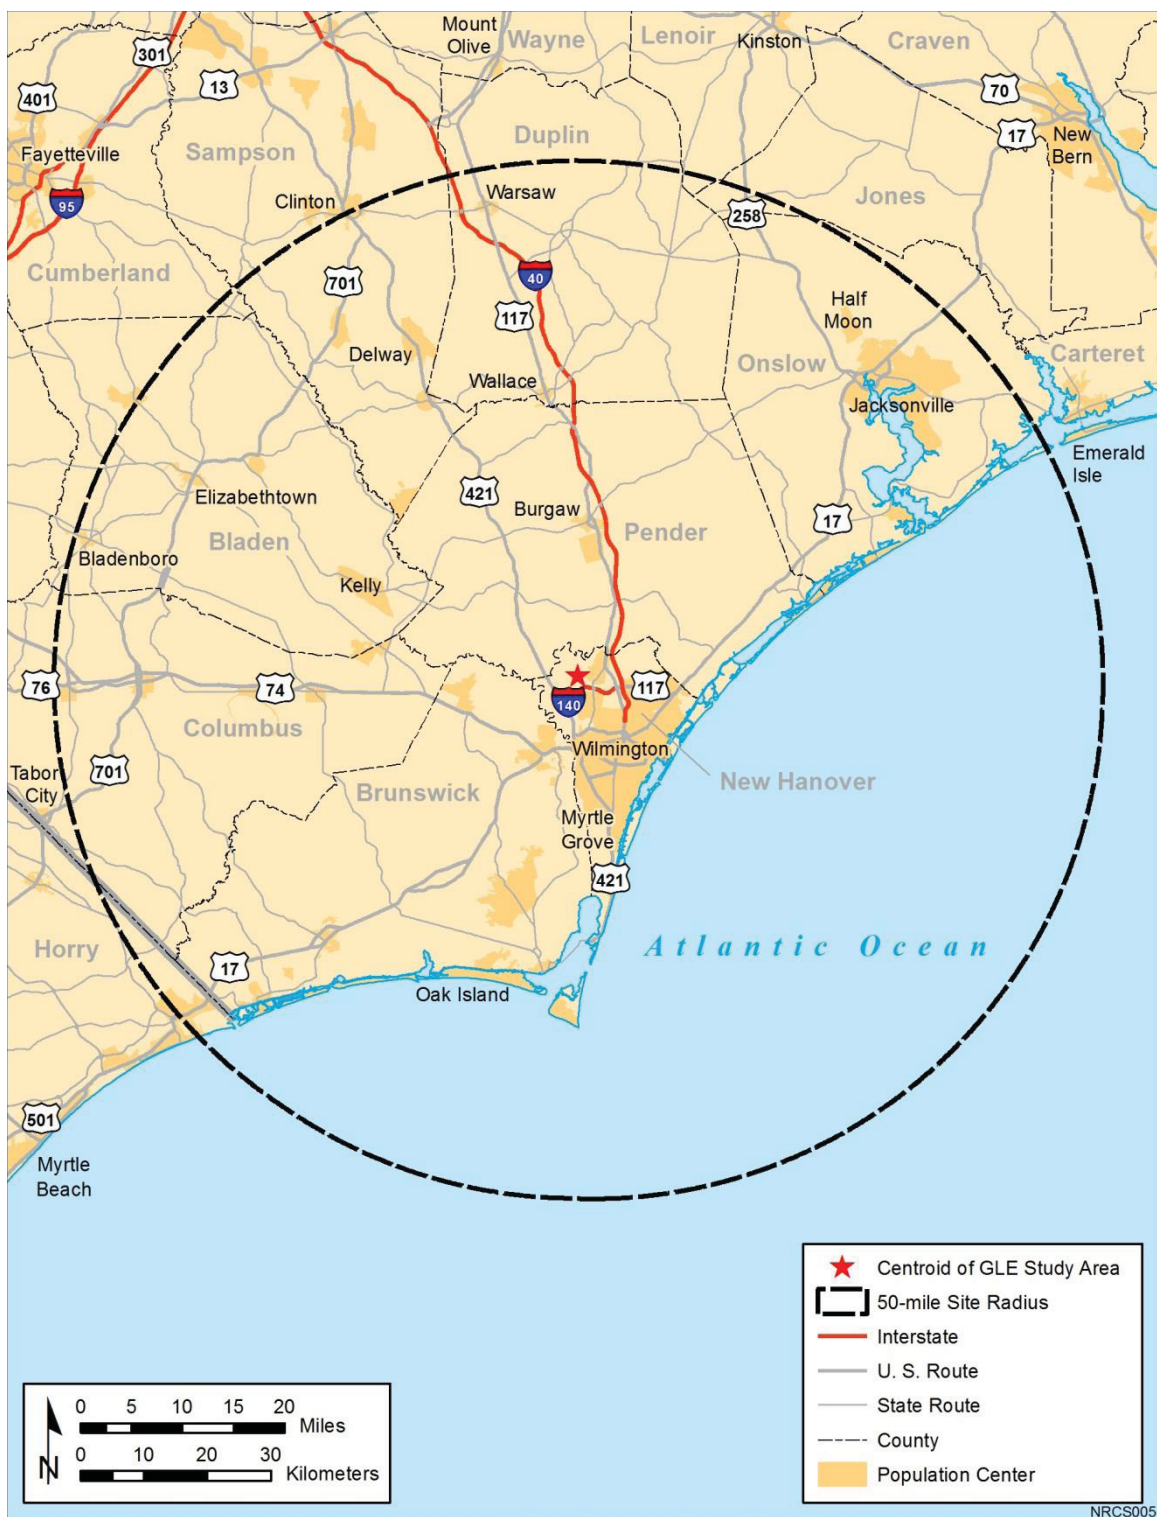 Mount
Olive
Wayne
Lenoir
Kinston
Craven
301
13
401
70
17
New
Bern
Duplin
Sampson
Fayetteville
95
Clinton
Warsaw
Jones
258
Cumberland
701
40
117
Half
Moon
Delway
Wallace
Onslow
Carteret
Jacksonville
Emerald
Isle
Elizabethtown
421
Burgaw
17
Pender
Bladen
Bladenboro
Kelly
76
74
140
117
Columbus
Wilmington
Tabor
City
701
New Hanover
Brunswick
Myrtle
Grove
421
Horry
17
Atlantic Ocean
Oak Island
501
Myrtle
Beach
Centroid of GLE Study Area
50-mile Site Radius
Interstate
U. S. Route
State Route
County
Population Center
N
0 5 10 15 20
Miles
0 10 20 30
Kilometers
NRCS005